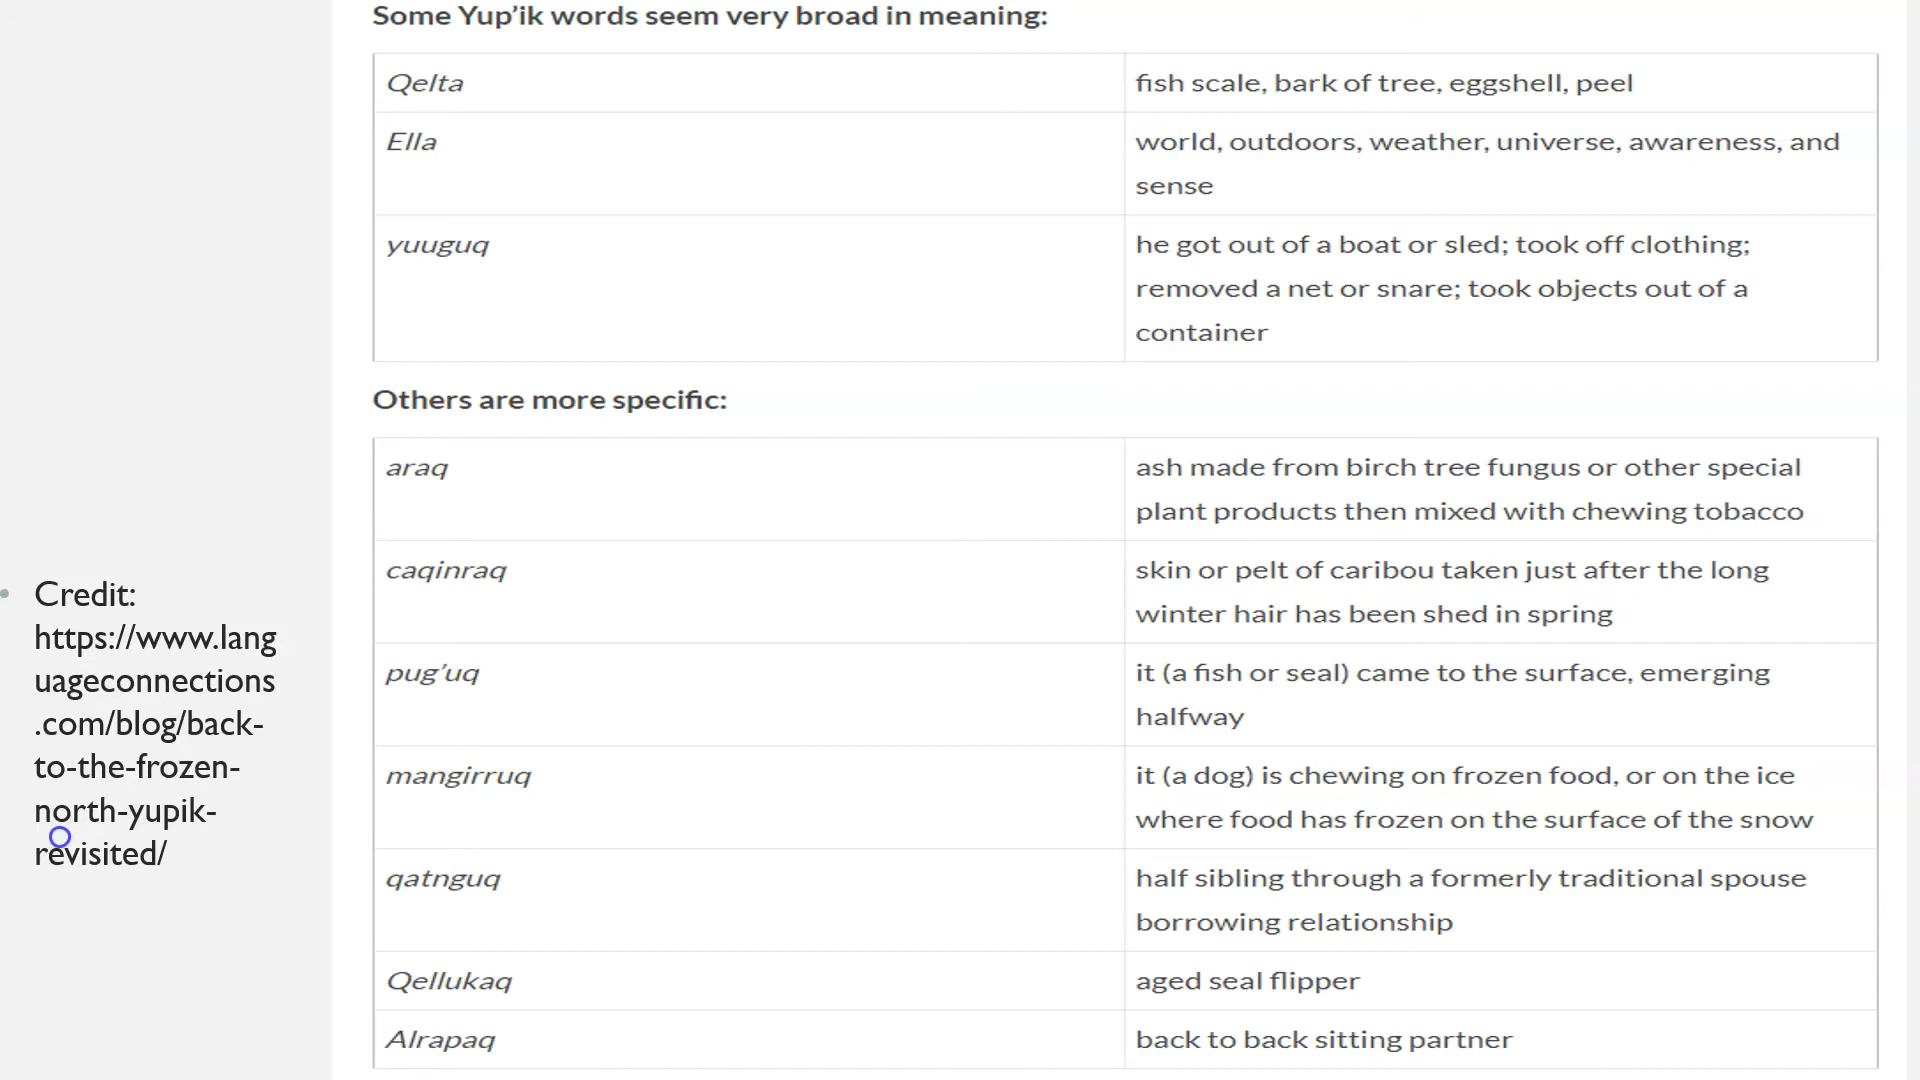 Some Yup’ik words seem very broad in meaning:
Qelta
fish scale, bark of tree, eggshell, peel
Ella
world, outdoors, weather, universe, awareness, and
sense
yuuguq
he got out of a boat or sled; took off clothing;
removed a net or snare; took objects out of a
container
Others are more specific:
araq
ash made from birch tree fungus or other special
plant products then mixed with chewing tobacco
caqinraq
skin or pelt of caribou taken just after the long
winter hair has been shed in spring
pug’uq
it (a fish or seal) came to the surface, emerging
halfway
mangirruq
it (a dog) is chewing on frozen food, or on the ice
where food has frozen on the surface of the snow
qatnguq
half sibling through a formerly traditional spouse
borrowing relationship
Qellukaq
aged seal flipper
Alrapaq
back to back sitting partner
• Credit:
https://www.lang
uageconnections
.com/blog/back-
to-the-frozen-
north-yupik-
revisited/